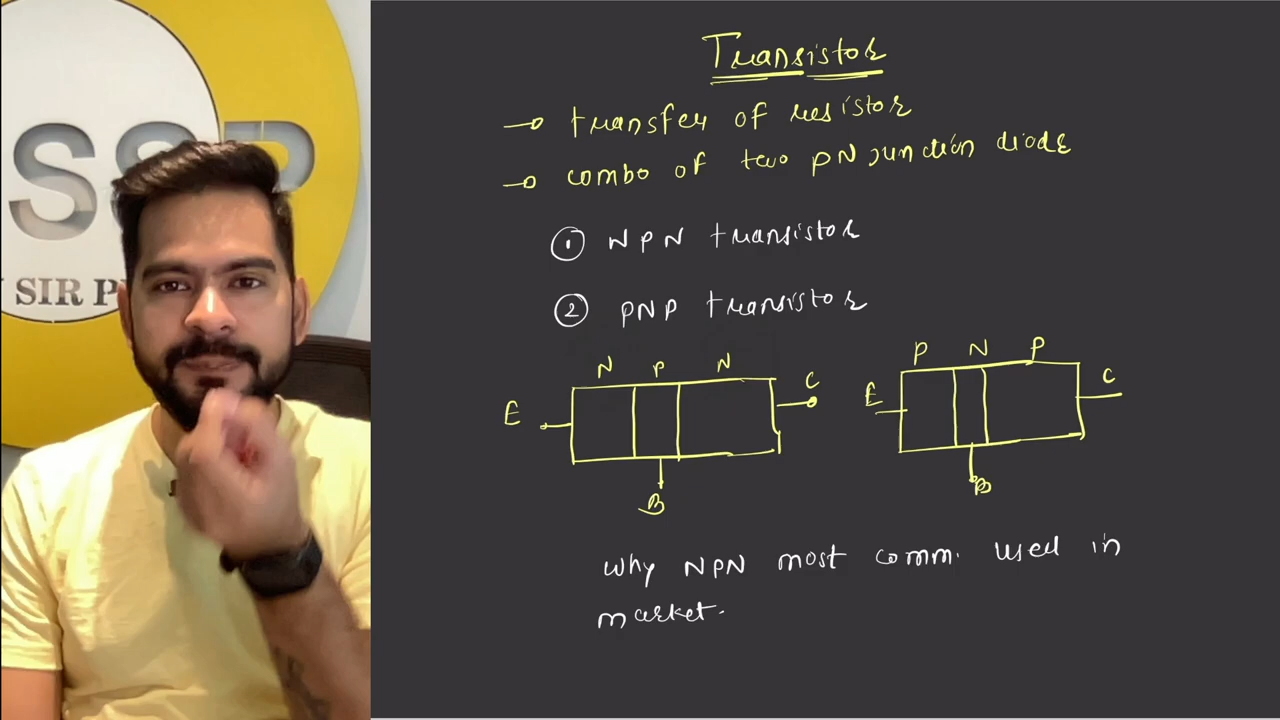 SSP
SIR P
Transistor
→ transfer of resistor
→ combo of two PN junction diode
① NPN transistor
② PNP transistor
N P N
E
C
B
P N P
E
C
B
why NPN most comm. used in
market.